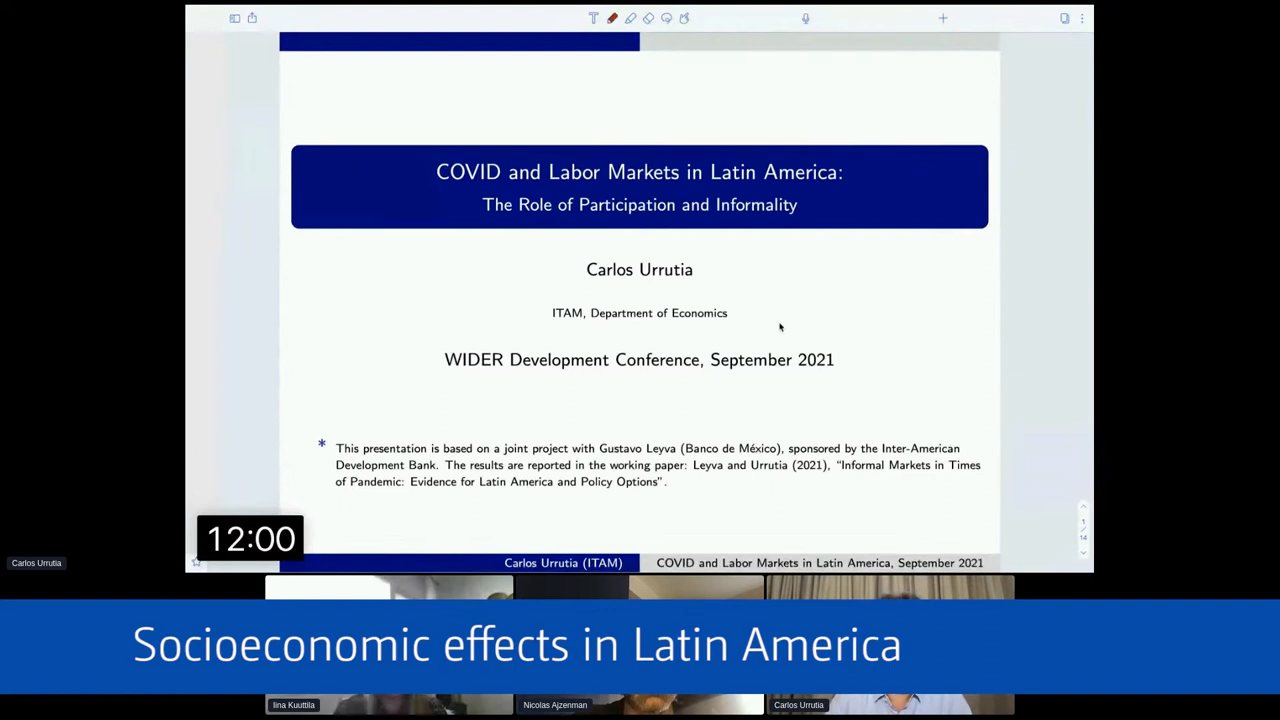 COVID and Labor Markets in Latin America:
The Role of Participation and Informality
Carlos Urrutia
ITAM, Department of Economics
WIDER Development Conference, September 2021
* This presentation is based on a joint project with Gustavo Leyva (Banco de México), sponsored by the Inter-American
Development Bank. The results are reported in the working paper: Leyva and Urrutia (2021), “Informal Markets in Times
of Pandemic: Evidence for Latin America and Policy Options”.
1
/
14
12:00
Carlos Urrutia (ITAM)
COVID and Labor Markets in Latin America, September 2021
Carlos Urrutia
Socioeconomic effects in Latin America
Iina Kuuttila
Nicolas Ajzenman
Carlos Urrutia